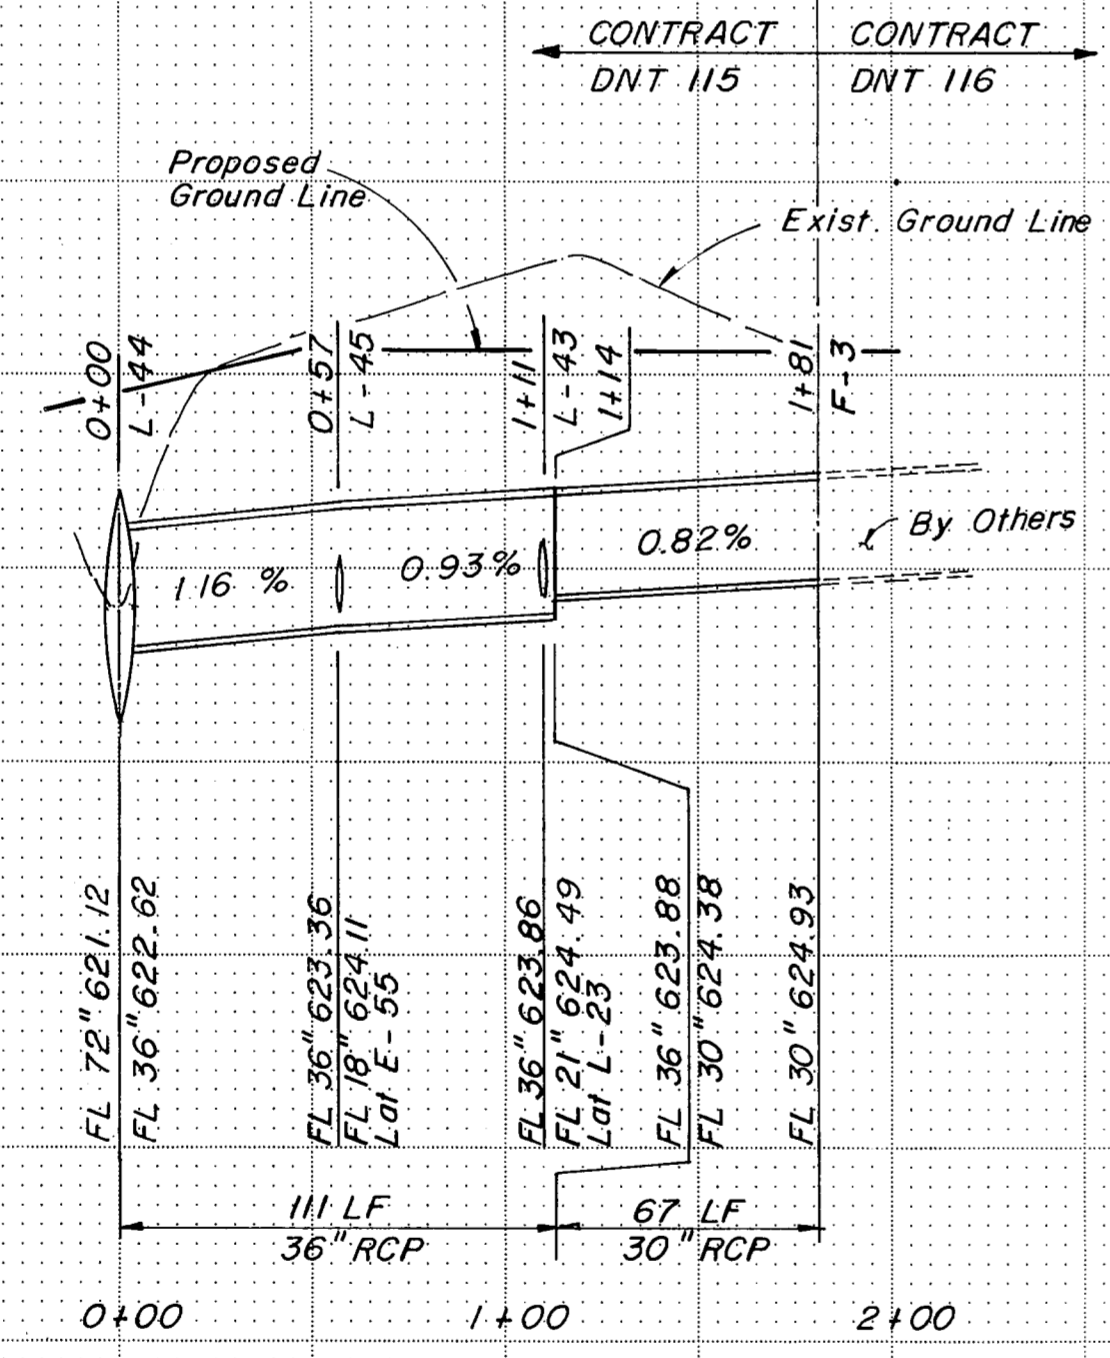 CONTRACT
DNT 115
CONTRACT
DNT 116
Proposed
Ground Line
Exist. Ground Line
0+00
L-44
0+57
L-45
1+11
L-43
1+14
1+81
F-3
1.16 %
0.93%
0.82%
By Others
FL 72" 621.12
FL 36" 622.62
FL 36" 623.36
FL 18" 624.11
Lat E-55
FL 36" 623.86
FL 21" 624.49
Lat L-23
FL 36" 623.88
FL 30" 624.38
FL 30" 624.93
111 LF
36" RCP
67 LF
30" RCP
0+00
1+00
2+00